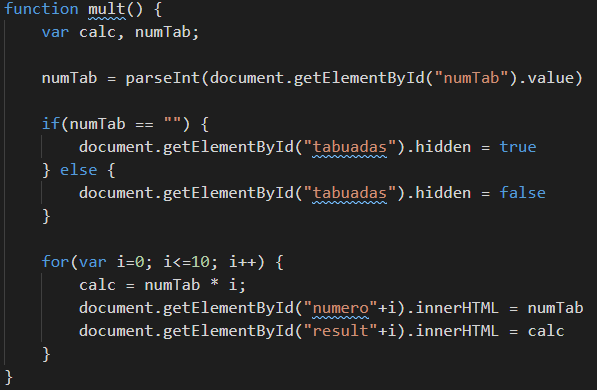 function mult() {
    var calc, numTab;

    numTab = parseInt(document.getElementById("numTab").value)

    if(numTab == "") {
        document.getElementById("tabuadas").hidden = true
    } else {
        document.getElementById("tabuadas").hidden = false
    }

    for(var i=0; i<=10; i++) {
        calc = numTab * i;
        document.getElementById("numero"+i).innerHTML = numTab
        document.getElementById("result"+i).innerHTML = calc
    }
}